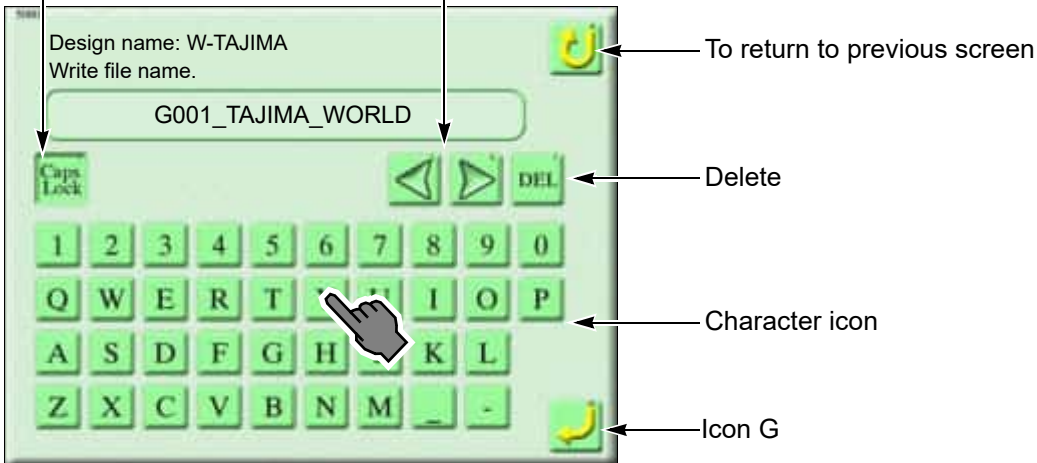 Design name: W-TAJIMA
To return to previous screen
Write file name.
G001_TAJIMA_WORLD
Caps Lock
DEL
Delete
1 2 3 4 5 6 7 8 9 0
Q W E R T U I O P
Character icon
A S D F G H K L
Z X C V B N M _ -
Icon G